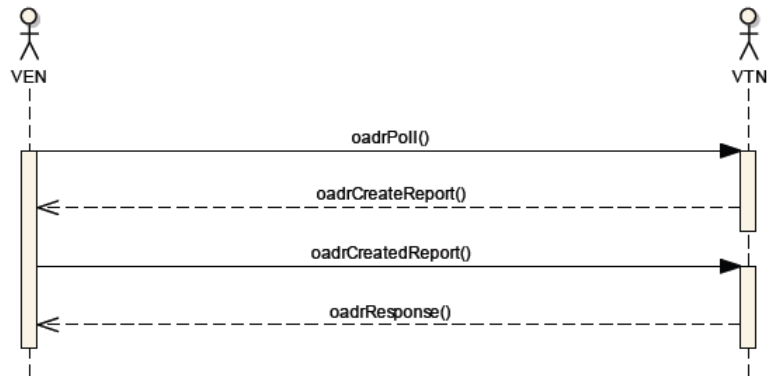 VEN
VTN
oadrPoll()
oadrCreateReport()
oadrCreatedReport()
oadrResponse()